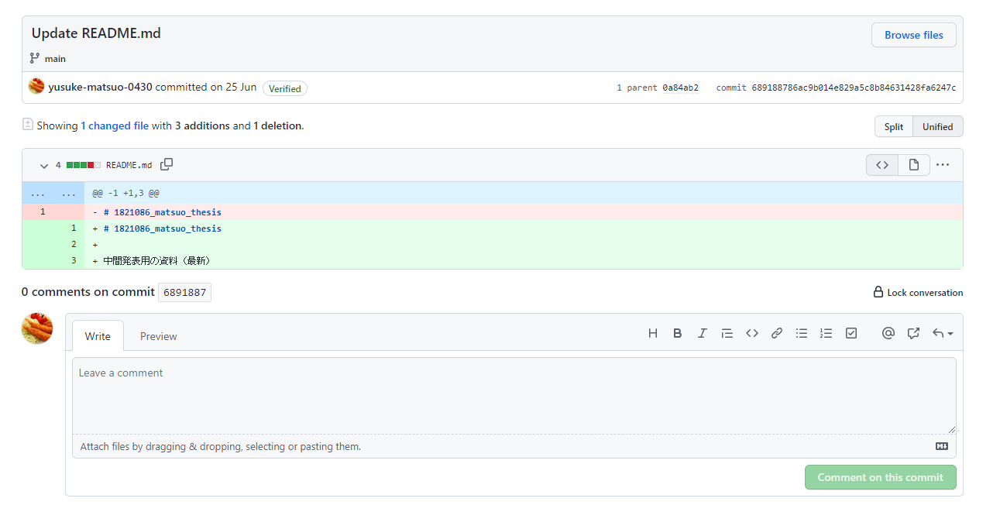 Update README.md
Browse files
main
yusuke-matsuo-0430 committed on 25 Jun Verified
1 parent 0a84ab2 commit 689188786ac9b014e829a5c8b84631428fa6247c
Showing 1 changed file with 3 additions and 1 deletion.
Split Unified
4 README.md
... ... @@ -1 +1,3 @@
1 - # 1821086_matsuo_thesis
1 + # 1821086_matsuo_thesis
2 +
3 + 中間発表用の資料（最新）
0 comments on commit 6891887
Lock conversation
Write Preview
Leave a comment
Attach files by dragging & dropping, selecting or pasting them.
Comment on this commit